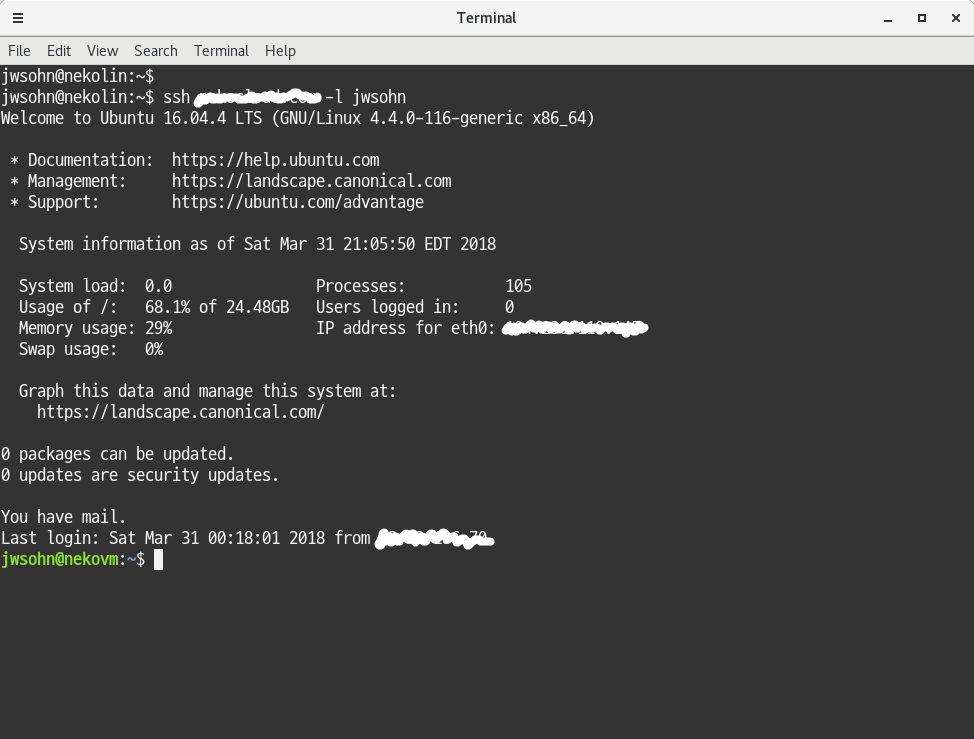 Terminal
File Edit View Search Terminal Help
jwsohn@nekolin:~$
jwsohn@nekolin:~$ ssh -l jwsohn
Welcome to Ubuntu 16.04.4 LTS (GNU/Linux 4.4.0-116-generic x86_64)
* Documentation: https://help.ubuntu.com
* Management: https://landscape.canonical.com
* Support: https://ubuntu.com/advantage
System information as of Sat Mar 31 21:05:50 EDT 2018
System load: 0.0 Processes: 105
Usage of /: 68.1% of 24.48GB Users logged in: 0
Memory usage: 29% IP address for eth0:
Swap usage: 0%
Graph this data and manage this system at:
https://landscape.canonical.com/
0 packages can be updated.
0 updates are security updates.
You have mail.
Last login: Sat Mar 31 00:18:01 2018 from
jwsohn@nekovm:~$